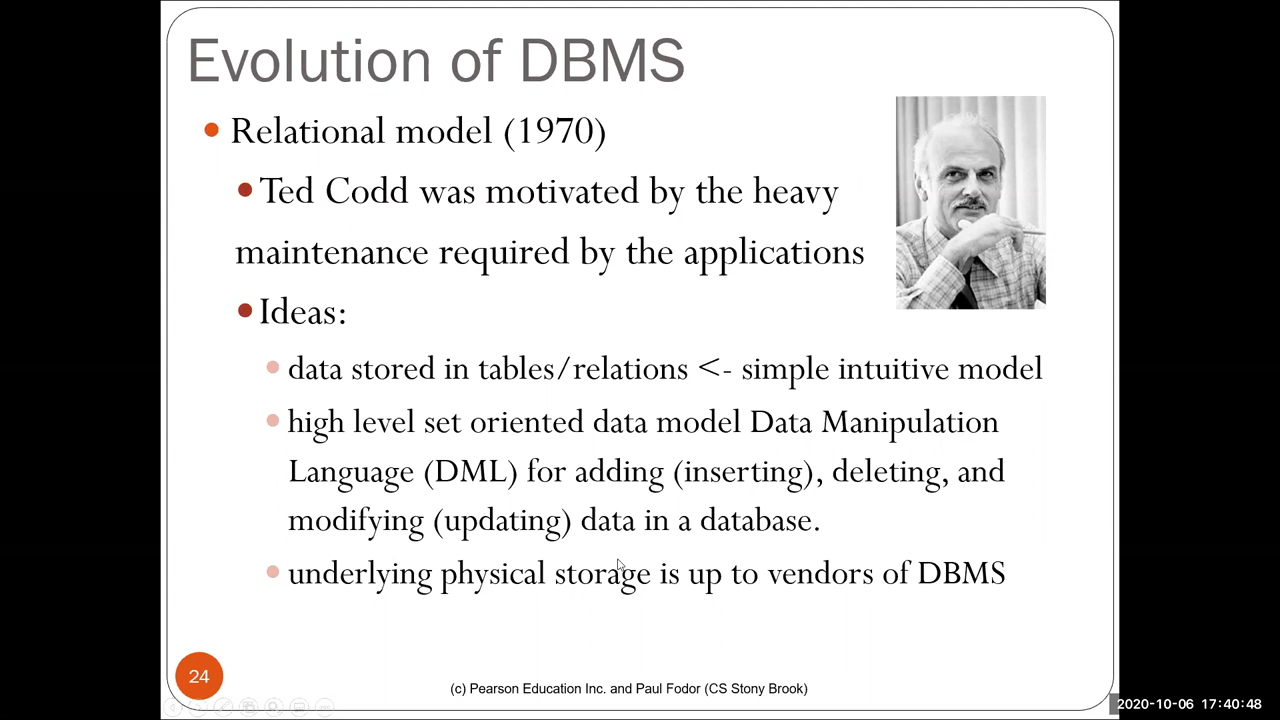 Evolution of DBMS
Relational model (1970)
Ted Codd was motivated by the heavy
maintenance required by the applications
Ideas:
data stored in tables/relations <- simple intuitive model
high level set oriented data model Data Manipulation
Language (DML) for adding (inserting), deleting, and
modifying (updating) data in a database.
underlying physical storage is up to vendors of DBMS
24
(c) Pearson Education Inc. and Paul Fodor (CS Stony Brook)
2020-10-06 17:40:48